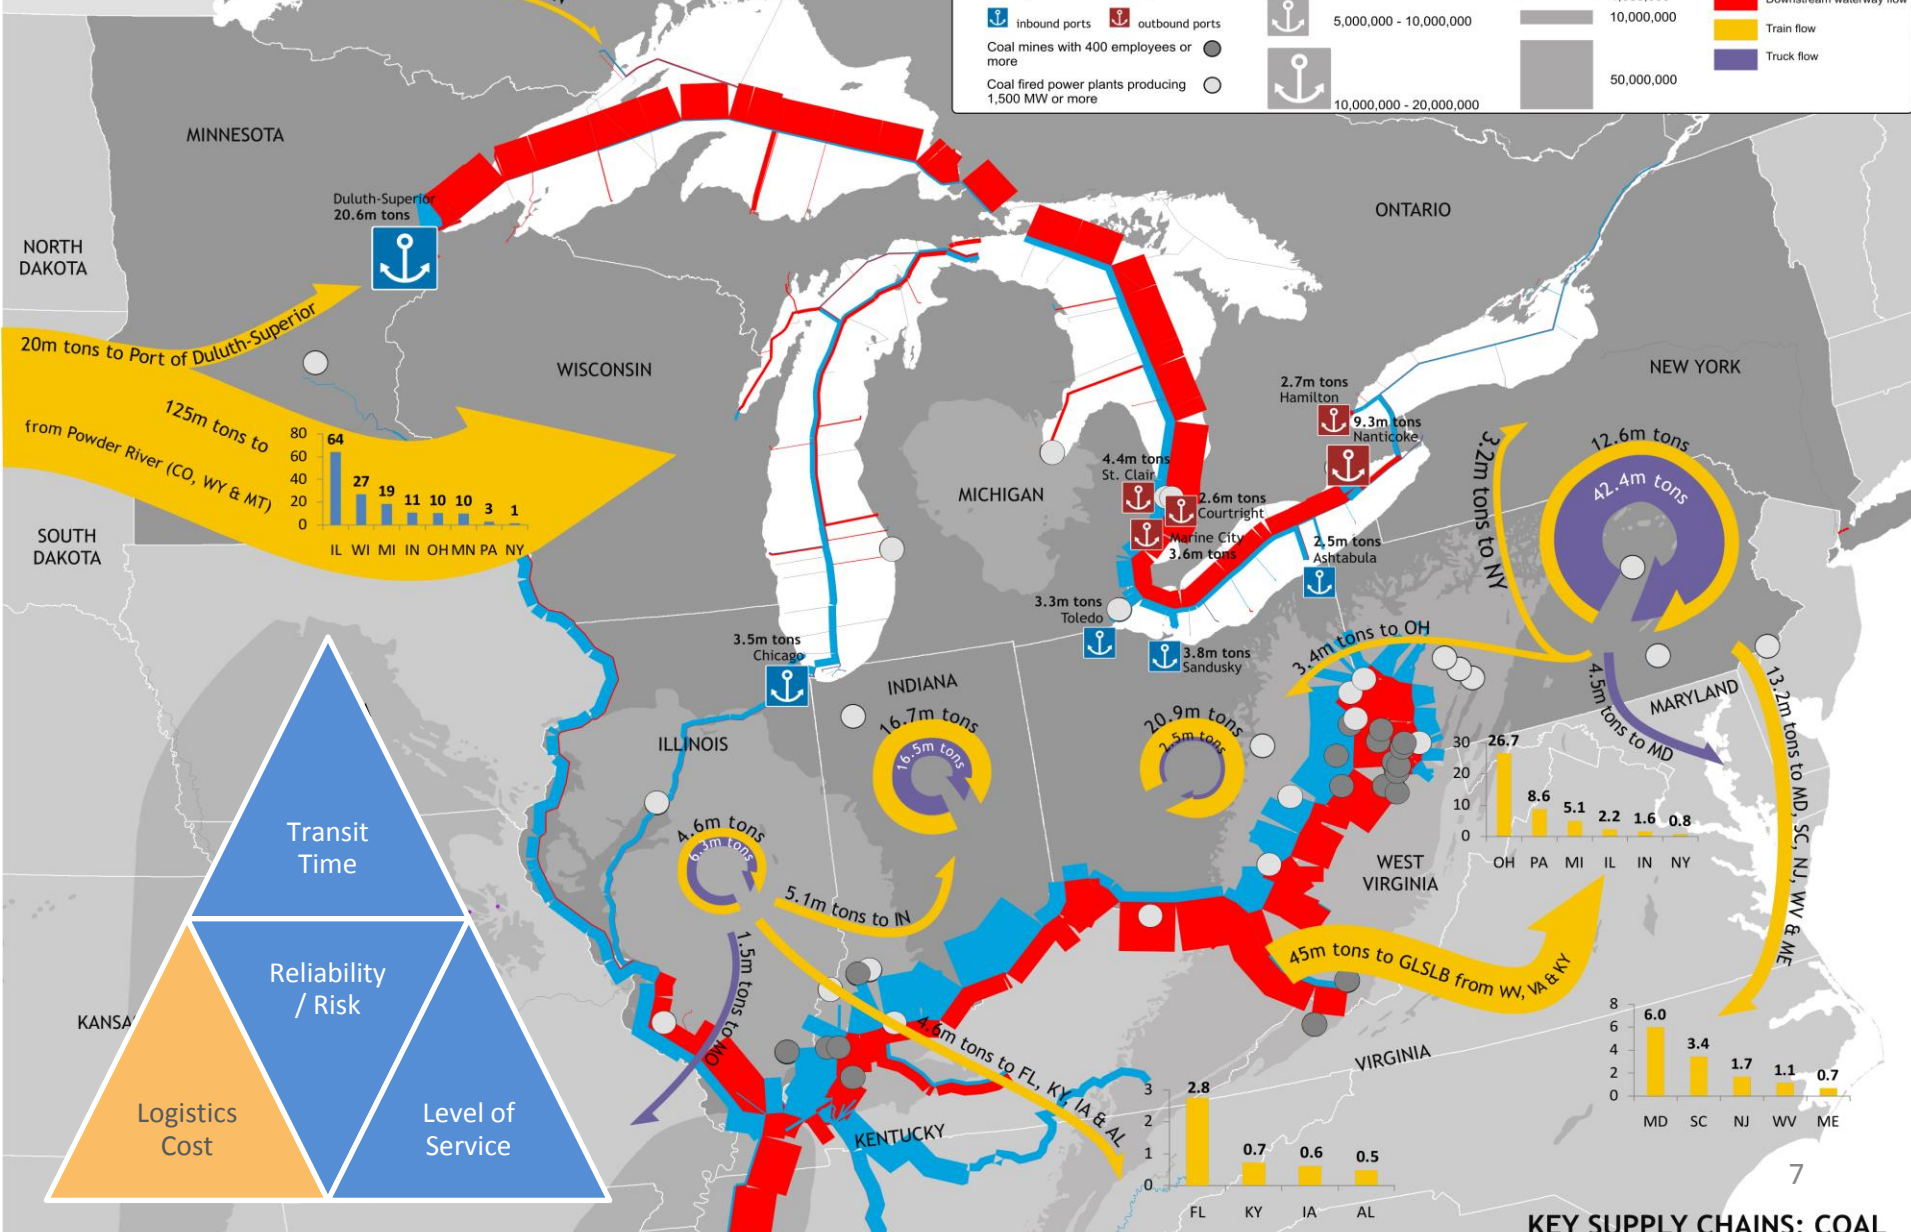 inbound ports
outbound ports
Coal mines with 400 employees or
more
Coal fired power plants producing
1,500 MW or more
5,000,000 - 10,000,000
10,000,000 - 20,000,000
10,000,000
50,000,000
Downstream waterway flow
Train flow
Truck flow
MINNESOTA
Duluth-Superior
20.6m tons
NORTH
DAKOTA
ONTARIO
20m tons to Port of Duluth-Superior
WISCONSIN
NEW YORK
125m tons to
from Powder River (CO, WY & MT)
80
60
40
20
0
64
27
19
11
10
10
3
1
IL
WI
MI
IN
OH
MN
PA
NY
SOUTH
DAKOTA
MICHIGAN
2.7m tons
Hamilton
9.3m tons
Nanticoke
4.4m tons
St. Clair
2.6m tons
Courtright
Marine City
3.6m tons
2.5m tons
Ashtabula
3.3m tons
Toledo
3.8m tons
Sandusky
3.5m tons
Chicago
3.2m tons to NY
12.6m tons
42.4m tons
3.4m tons to OH
4.5m tons to MD
MARYLAND
13.2m tons to MD, SC, NJ, WV & ME
INDIANA
16.7m tons
16.5m tons
20.9m tons
2.5m tons
ILLINOIS
4.6m tons
6.3m tons
5.1m tons to IN
1.5m tons to MO
4.6m tons to FL, KY, IA & AL
30
20
10
0
26.7
8.6
5.1
2.2
1.6
0.8
OH
PA
MI
IL
IN
NY
WEST
VIRGINIA
45m tons to GLSLB from WV, VA & KY
Transit
Time
Reliability
/ Risk
Logistics
Cost
Level of
Service
VIRGINIA
KENTUCKY
8
6
4
2
0
6.0
3.4
1.7
1.1
0.7
MD
SC
NJ
WV
ME
3
2
1
0
2.8
0.7
0.6
0.5
FL
KY
IA
AL
7
KEY SUPPLY CHAINS: COAL